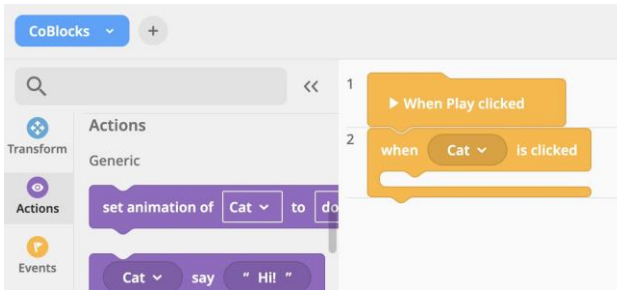 CoBlocks
+
1
Actions
When Play clicked
Transform
Generic
2
when Cat is clicked
Actions
set animation of Cat to do
Events
Cat say " Hi! "